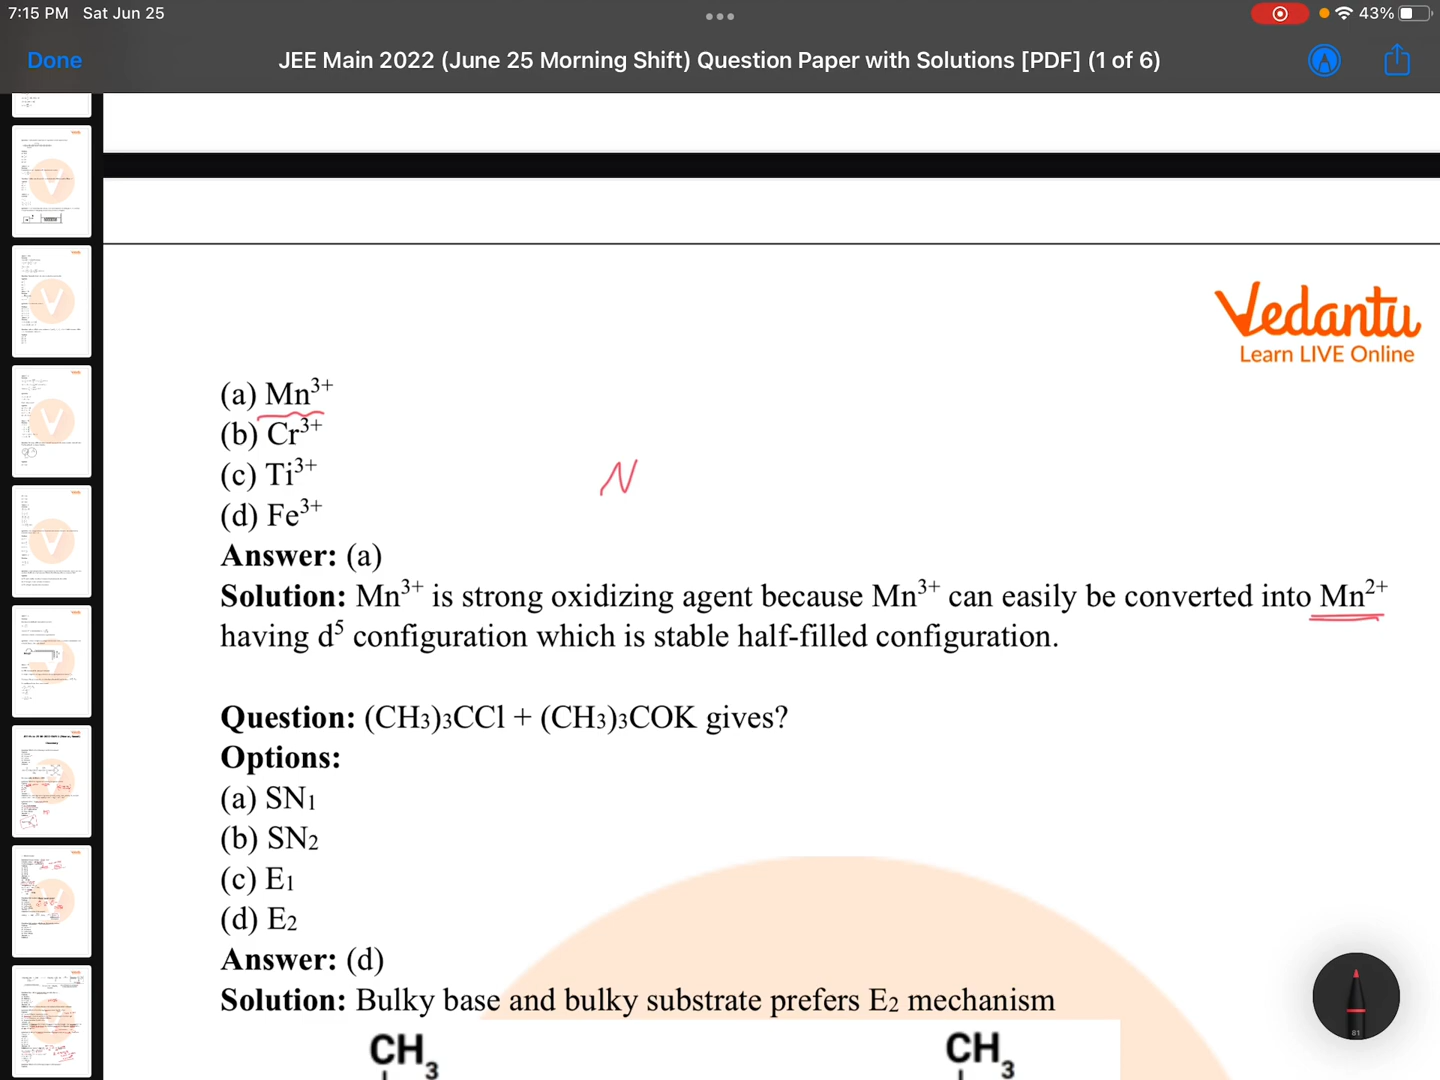 7:15 PM Sat Jun 25
43%
Done
JEE Main 2022 (June 25 Morning Shift) Question Paper with Solutions [PDF] (1 of 6)
Vedantu
Learn LIVE Online
(a) Mn³⁺
(b) Cr³⁺
(c) Ti³⁺
N
(d) Fe³⁺
Answer: (a)
Solution: Mn³⁺ is strong oxidizing agent because Mn³⁺ can easily be converted into Mn²⁺
having d⁵ configuration which is stable half-filled configuration.
Question: (CH₃)₃CCl + (CH₃)₃COK gives?
Options:
(a) SN₁
(b) SN₂
(c) E₁
(d) E₂
Answer: (d)
Solution: Bulky base and bulky substrate prefers E₂ mechanism
CH₃ CH₃
81